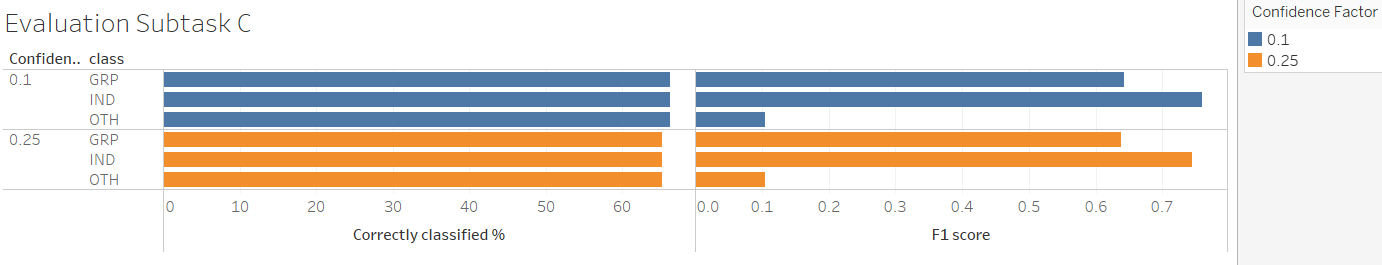 Evaluation Subtask C
Confidence Factor
0.1
0.25
Confiden.. class
0.1 GRP
IND
OTH
0.25 GRP
IND
OTH
0 10 20 30 40 50 60 0.0 0.1 0.2 0.3 0.4 0.5 0.6 0.7
Correctly classified % F1 score